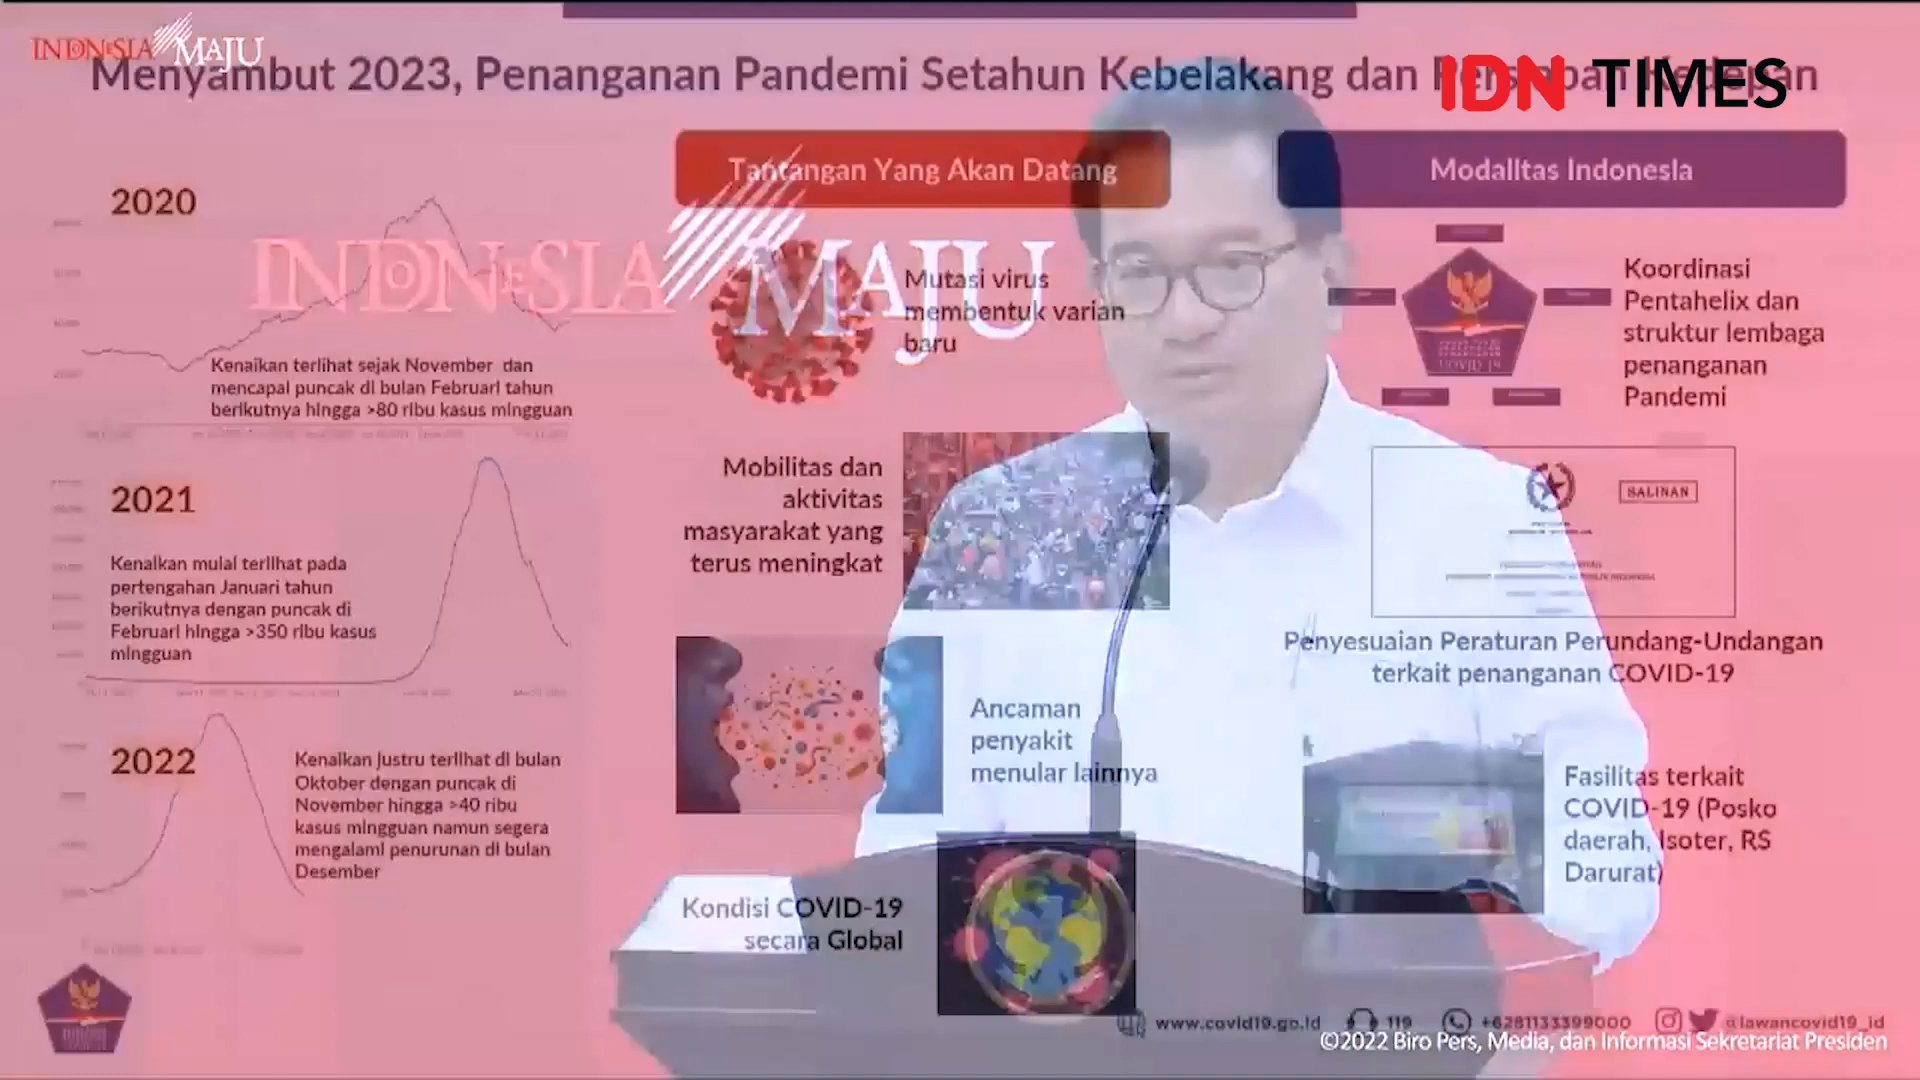 INDONESIA MAJU
IDN TIMES
Menyambut 2023, Penanganan Pandemi Setahun Kebelakang dan Persiapan Kedepan
Tantangan Yang Akan Datang
Modalitas Indonesia
INDONESIA MAJU
2020
Kenaikan terlihat sejak November dan
mencapai puncak di bulan Februari tahun
berikutnya hingga >80 ribu kasus mingguan
2021
Kenaikan mulai terlihat pada
pertengahan Januari tahun
berikutnya dengan puncak di
Februari hingga >350 ribu kasus
mingguan
2022
Kenaikan justru terlihat di bulan
Oktober dengan puncak di
November hingga >40 ribu
kasus mingguan namun segera
mengalami penurunan di bulan
Desember
Mutasi virus
membentuk varian
baru
Mobilitas dan
aktivitas
masyarakat yang
terus meningkat
Ancaman
penyakit
menular lainnya
Kondisi COVID-19
secara Global
COVID 19
Koordinasi
Pentahelix dan
struktur lembaga
penanganan
Pandemi
SALINAN
Penyesuaian Peraturan Perundang-Undangan
terkait penanganan COVID-19
Fasilitas terkait
COVID-19 (Posko
daerah, Isoter, RS
Darurat)
www.covid19.go.id
119
+6281133399000
@lawancovid19_id
©2022 Biro Pers, Media, dan Informasi Sekretariat Presiden